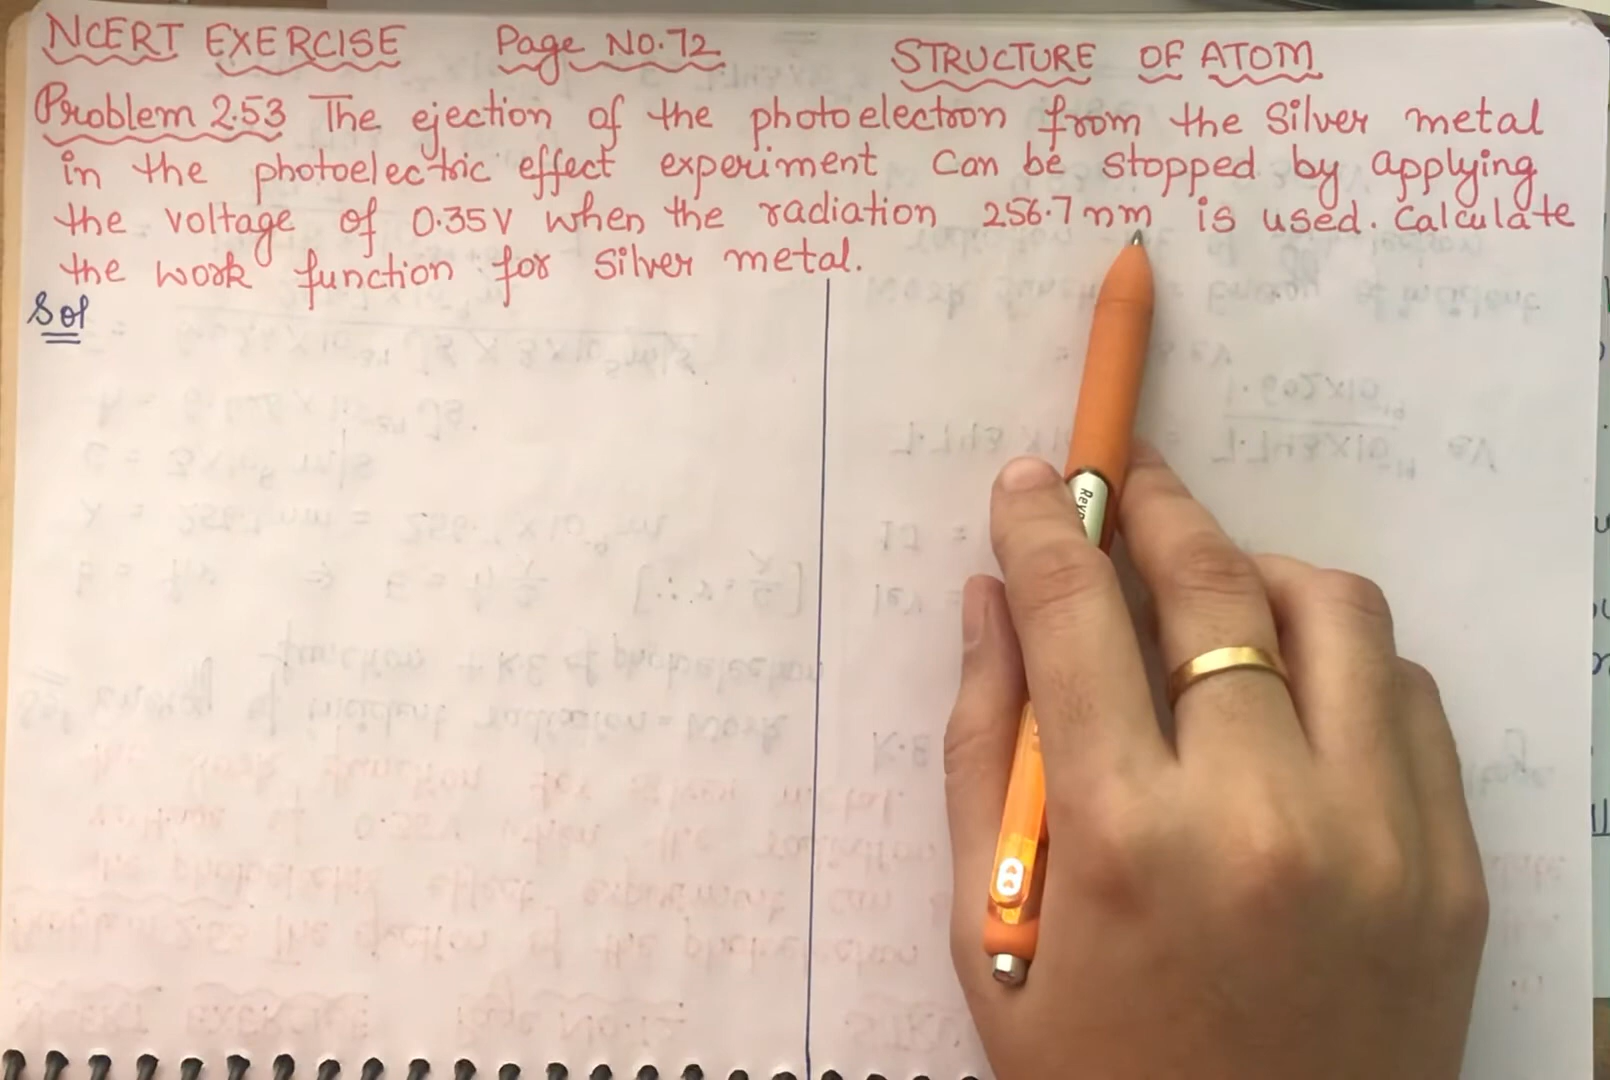 NCERT EXERCISE Page No.72 STRUCTURE OF ATOM
Problem 2.53 The ejection of the photoelectron from the Silver metal
in the photoelectric effect experiment can be stopped by applying
the voltage of 0.35V when the radiation 256.7 nm is used. Calculate
the work function for silver metal.
Sol